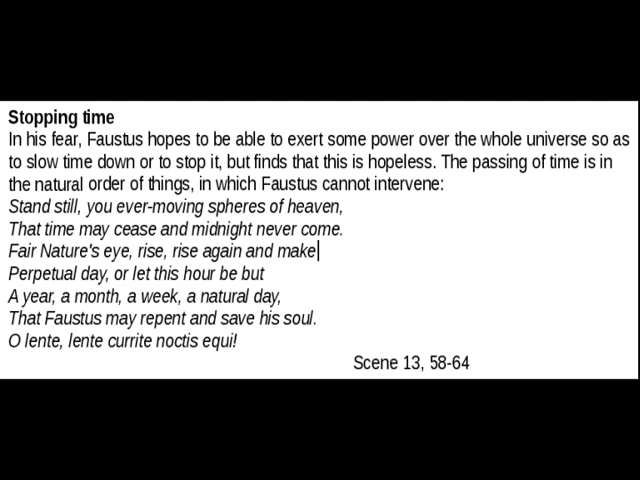 Stopping time
In his fear, Faustus hopes to be able to exert some power over the whole universe so as
to slow time down or to stop it, but finds that this is hopeless. The passing of time is in
the natural order of things, in which Faustus cannot intervene:
Stand still, you ever-moving spheres of heaven,
That time may cease and midnight never come.
Fair Nature's eye, rise, rise again and make
Perpetual day, or let this hour be but
A year, a month, a week, a natural day,
That Faustus may repent and save his soul.
O lente, lente currite noctis equi!
Scene 13, 58-64